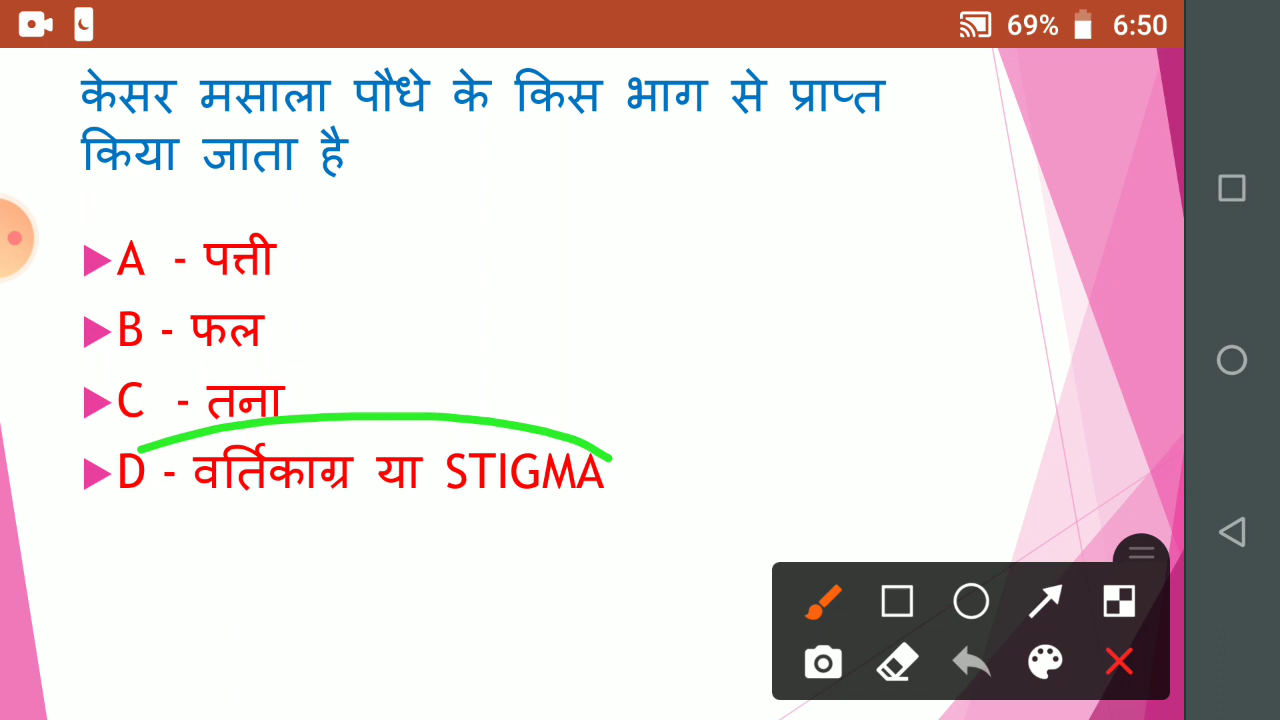 69% 6:50
केसर मसाला पौधे के किस भाग से प्राप्त
किया जाता है
A - पत्ती
B - फल
C - तना
D - वर्तिकाग्र या STIGMA